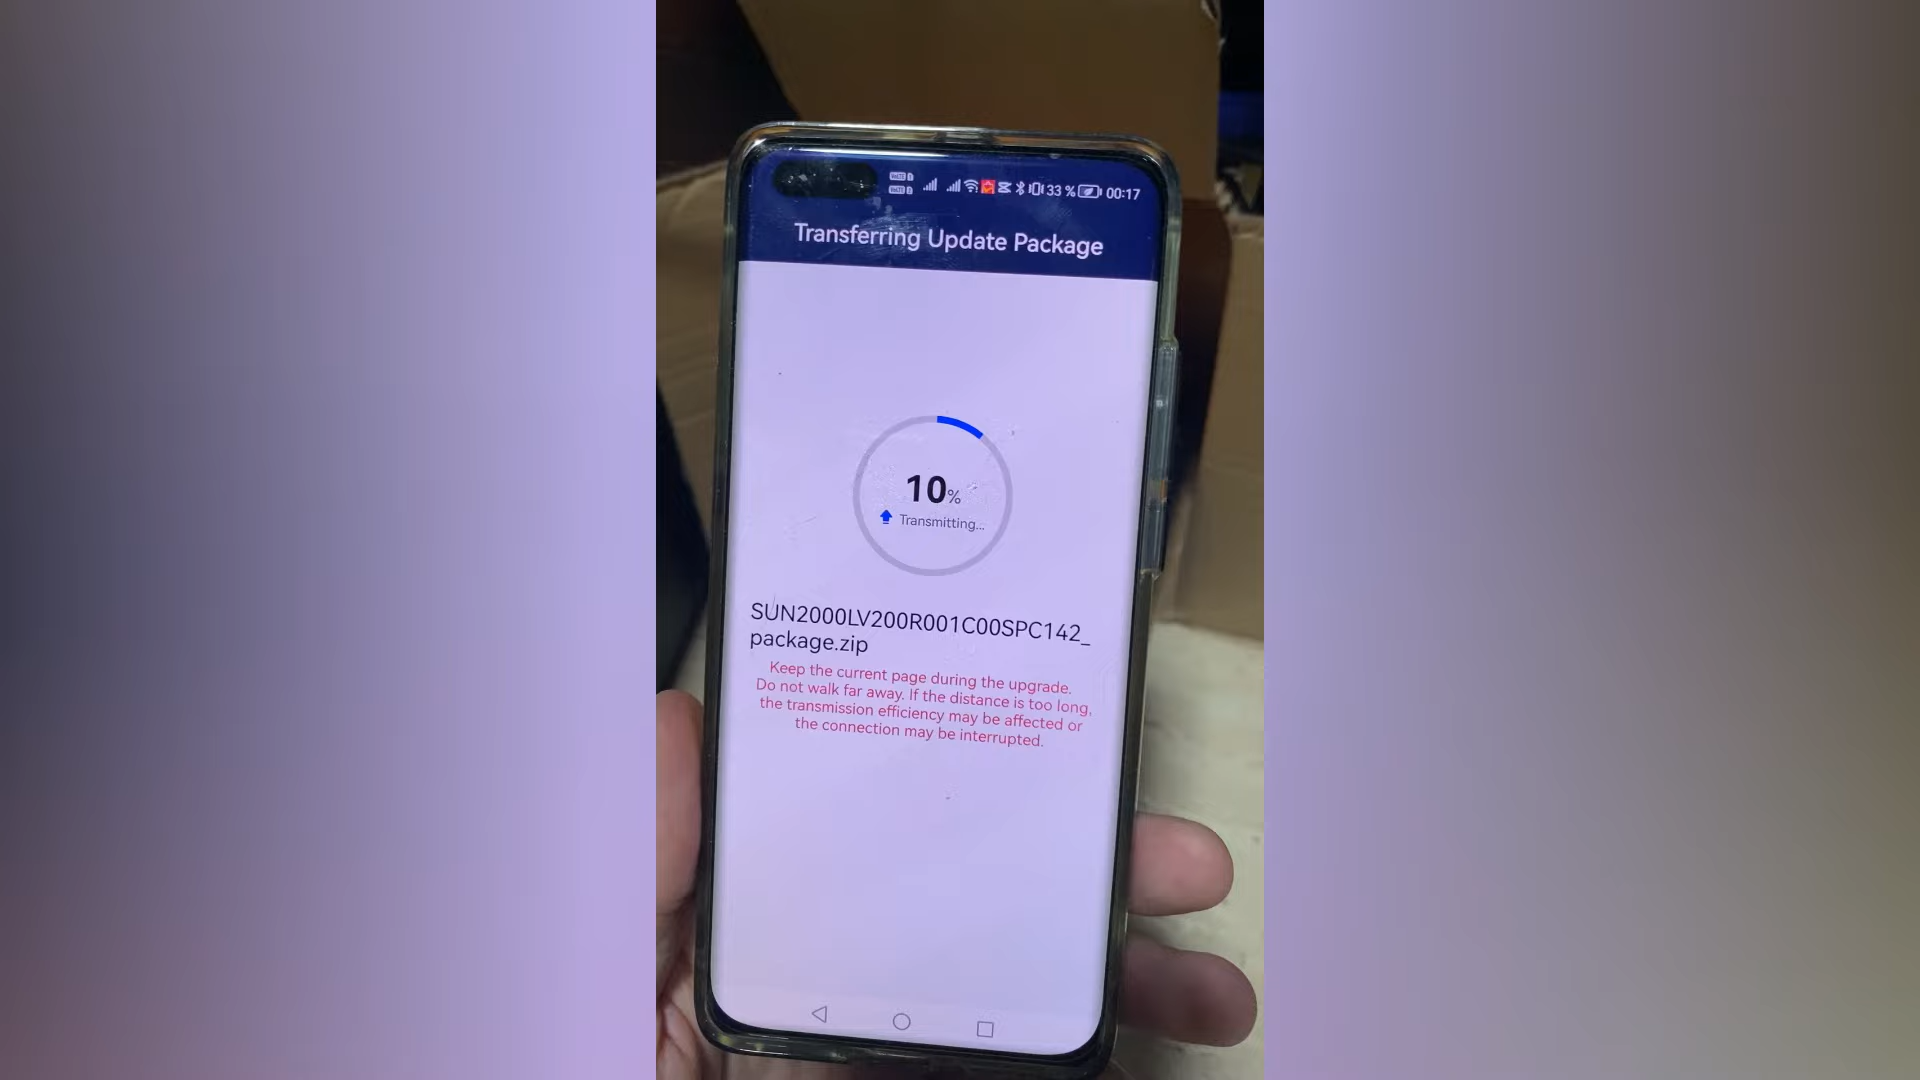 33 % 00:17
Transferring Update Package
10%
Transmitting...
SUN2000LV200R001C00SPC142_
package.zip
Keep the current page during the upgrade.
Do not walk far away. If the distance is too long,
the transmission efficiency may be affected or
the connection may be interrupted.